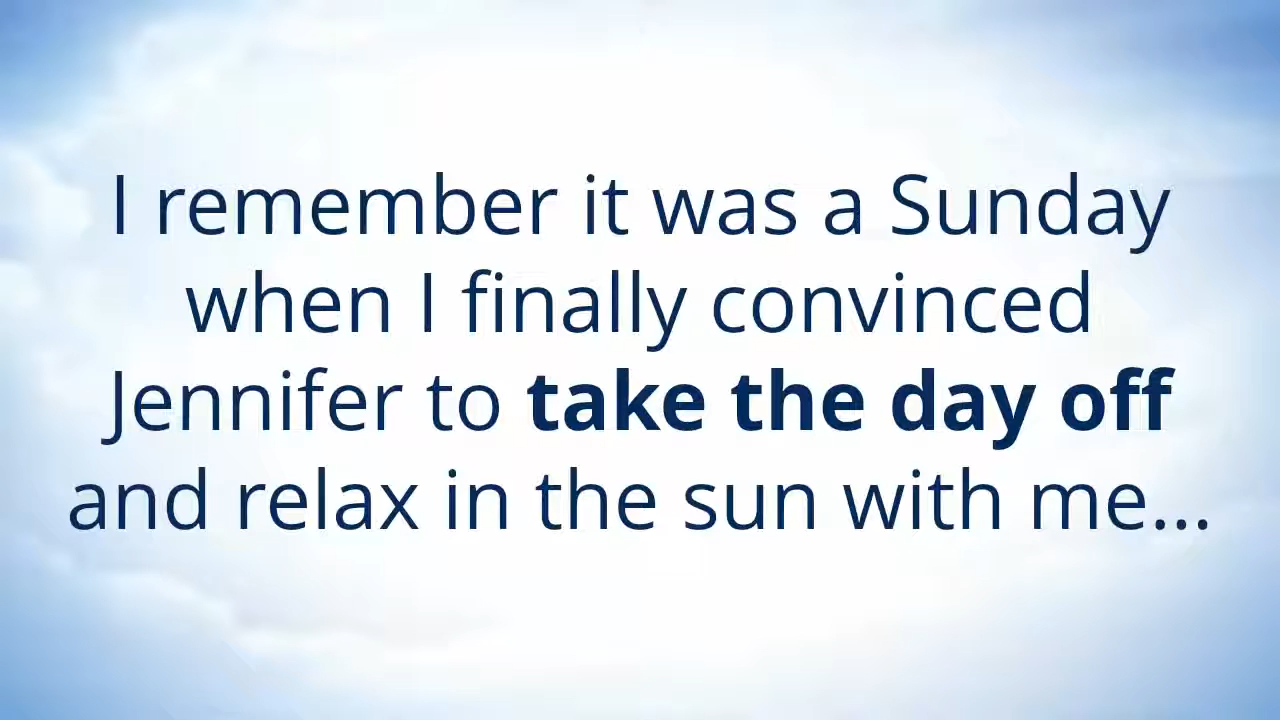 I remember it was a Sunday
when I finally convinced
Jennifer to take the day off
and relax in the sun with me...